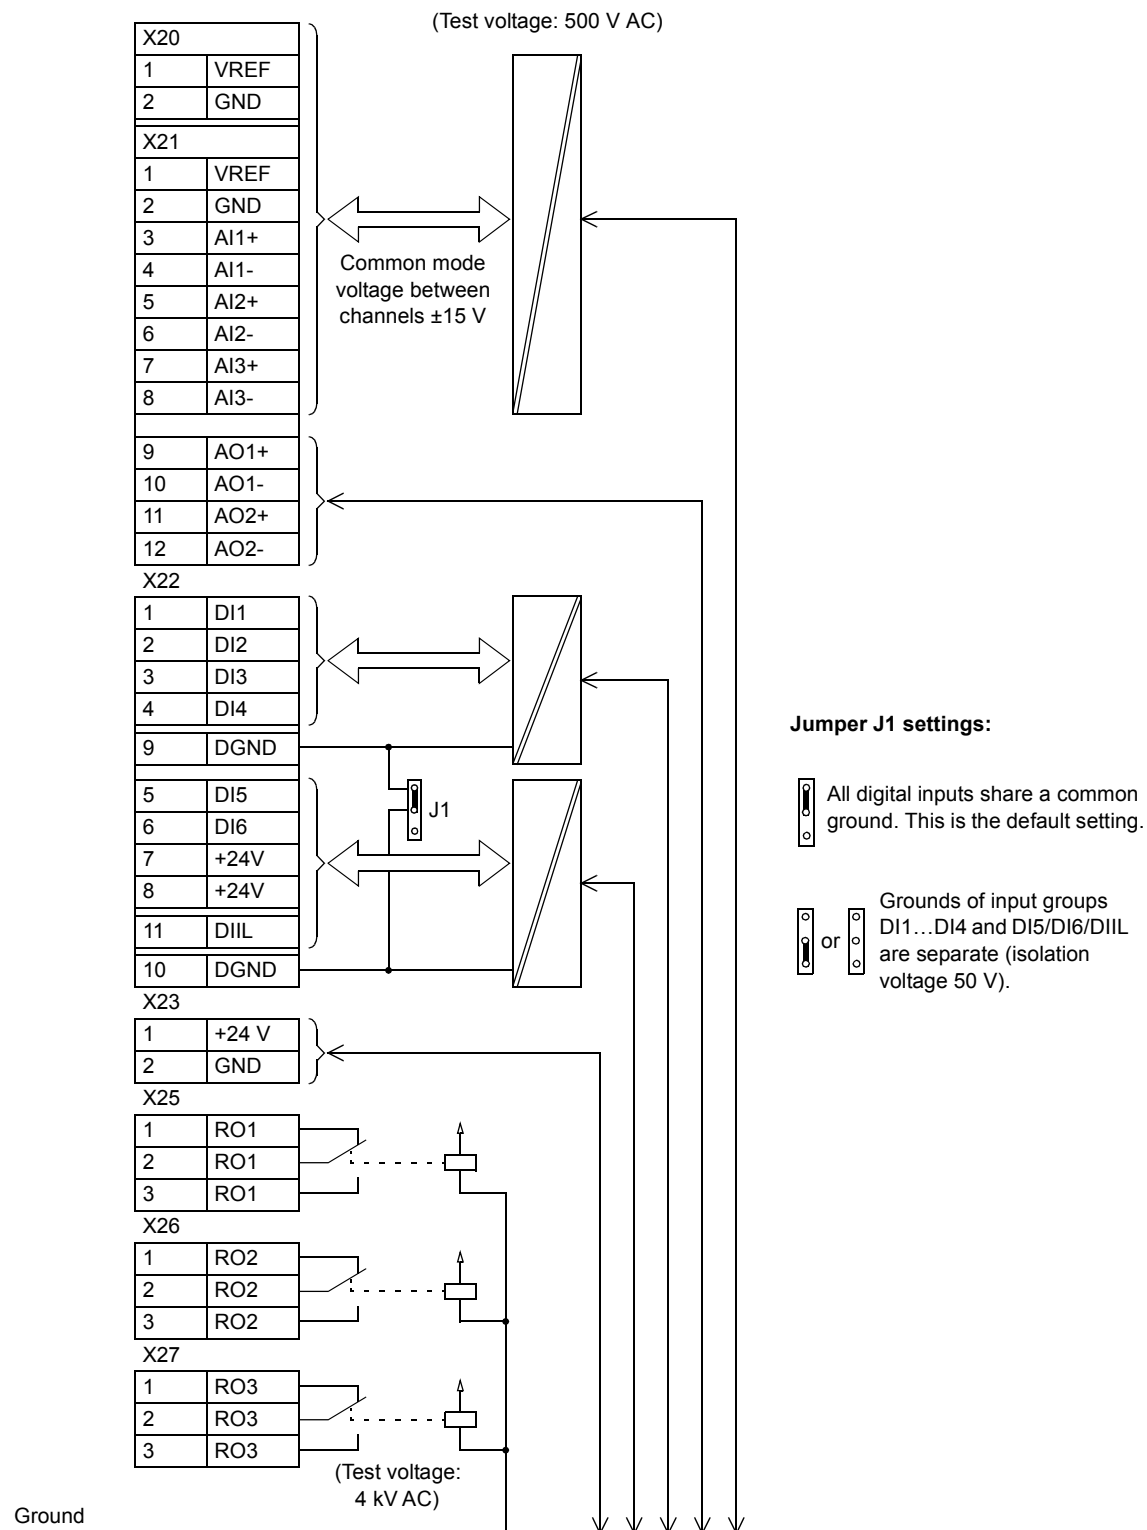 (Test voltage: 500 V AC)
X20
1 VREF
2 GND
X21
1 VREF
2 GND
3 AI1+
4 AI1-
5 AI2+
6 AI2-
7 AI3+
8 AI3-
Common mode
voltage between
channels ±15 V
9 AO1+
10 AO1-
11 AO2+
12 AO2-
X22
1 DI1
2 DI2
3 DI3
4 DI4
9 DGND
5 DI5
6 DI6
7 +24V
8 +24V
11 DIIL
10 DGND
J1
Jumper J1 settings:
All digital inputs share a common
ground. This is the default setting.
or
Grounds of input groups
DI1…DI4 and DI5/DI6/DIIL
are separate (isolation
voltage 50 V).
X23
1 +24 V
2 GND
X25
1 RO1
2 RO1
3 RO1
X26
1 RO2
2 RO2
3 RO2
X27
1 RO3
2 RO3
3 RO3
(Test voltage:
4 kV AC)
Ground